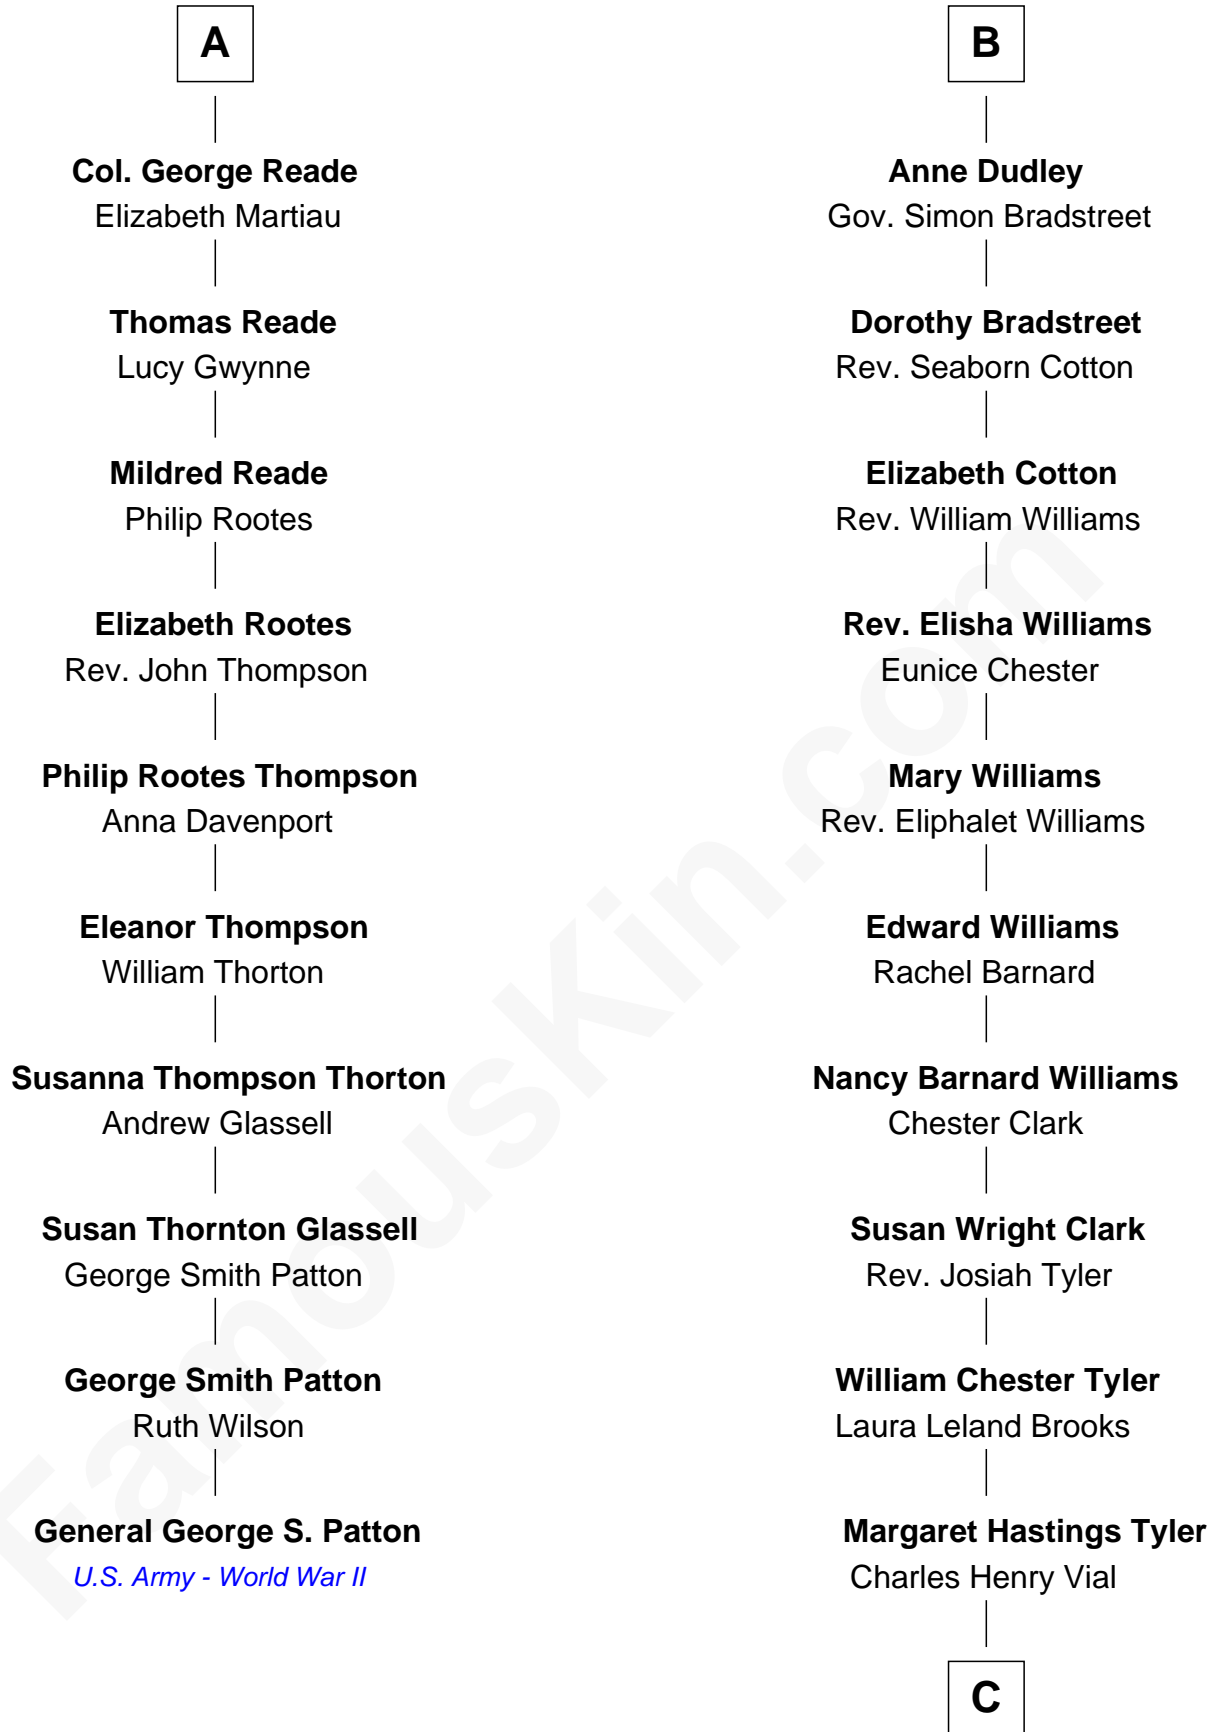 A
Col. George Reade
Elizabeth Martiau
Thomas Reade
Lucy Gwynne
Mildred Reade
Philip Rootes
Elizabeth Rootes
Rev. John Thompson
Philip Rootes Thompson
Anna Davenport
Eleanor Thompson
William Thorton
Susanna Thompson Thorton
Andrew Glassell
Susan Thornton Glassell
George Smith Patton
George Smith Patton
Ruth Wilson
General George S. Patton
U.S. Army - World War II
B
Anne Dudley
Gov. Simon Bradstreet
Dorothy Bradstreet
Rev. Seaborn Cotton
Elizabeth Cotton
Rev. William Williams
Rev. Elisha Williams
Eunice Chester
Mary Williams
Rev. Eliphalet Williams
Edward Williams
Rachel Barnard
Nancy Barnard Williams
Chester Clark
Susan Wright Clark
Rev. Josiah Tyler
William Chester Tyler
Laura Leland Brooks
Margaret Hastings Tyler
Charles Henry Vial
C
FamousKin.com